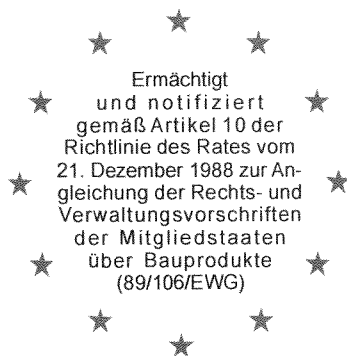 Ermächtigt
und notifiziert
gemäß Artikel 10 der
Richtlinie des Rates vom
21. Dezember 1988 zur An-
gleichung der Rechts- und
Verwaltungsvorschriften
der Mitgliedstaaten
über Bauprodukte
(89/106/EWG)